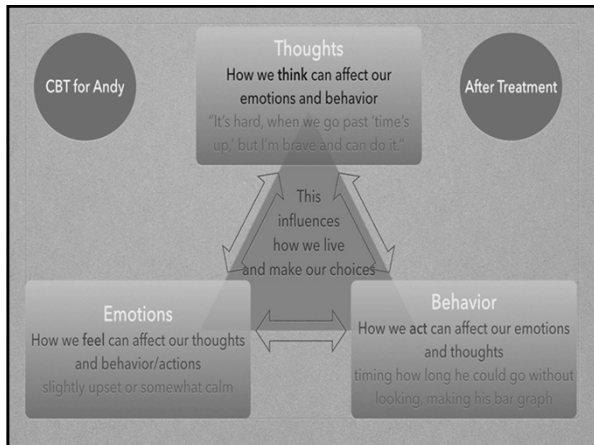 CBT for Andy
Thoughts
How we think can affect our
emotions and behavior
"It's hard, when we go past 'time's
up,' but I'm brave and can do it."
After Treatment
This
influences
how we live
and make our choices
Emotions
How we feel can affect our thoughts
and behavior/actions
slightly upset or somewhat calm
Behavior
How we act can affect our emotions
and thoughts
timing how long he could go without
looking, making his bar graph